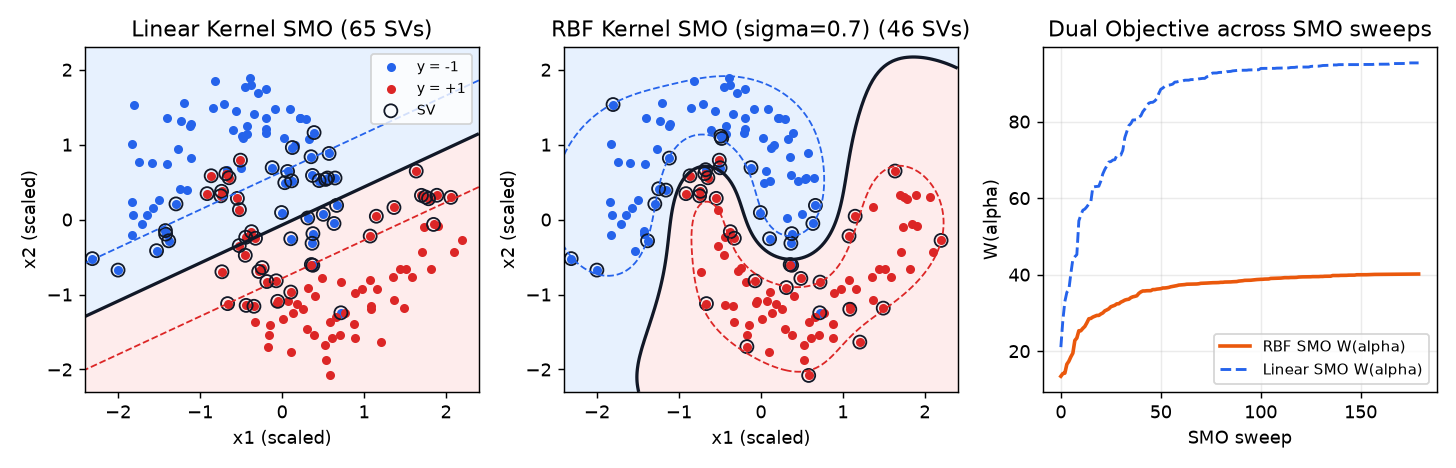 Linear Kernel SMO (65 SVs)
y = -1
y = +1
SV
2
1
0
−1
−2
x2 (scaled)
−2
−1
0
1
2
x1 (scaled)
RBF Kernel SMO (sigma=0.7) (46 SVs)
2
1
0
−1
−2
x2 (scaled)
−2
−1
0
1
2
x1 (scaled)
Dual Objective across SMO sweeps
80
60
40
20
W(alpha)
RBF SMO W(alpha)
Linear SMO W(alpha)
0
50
100
150
SMO sweep